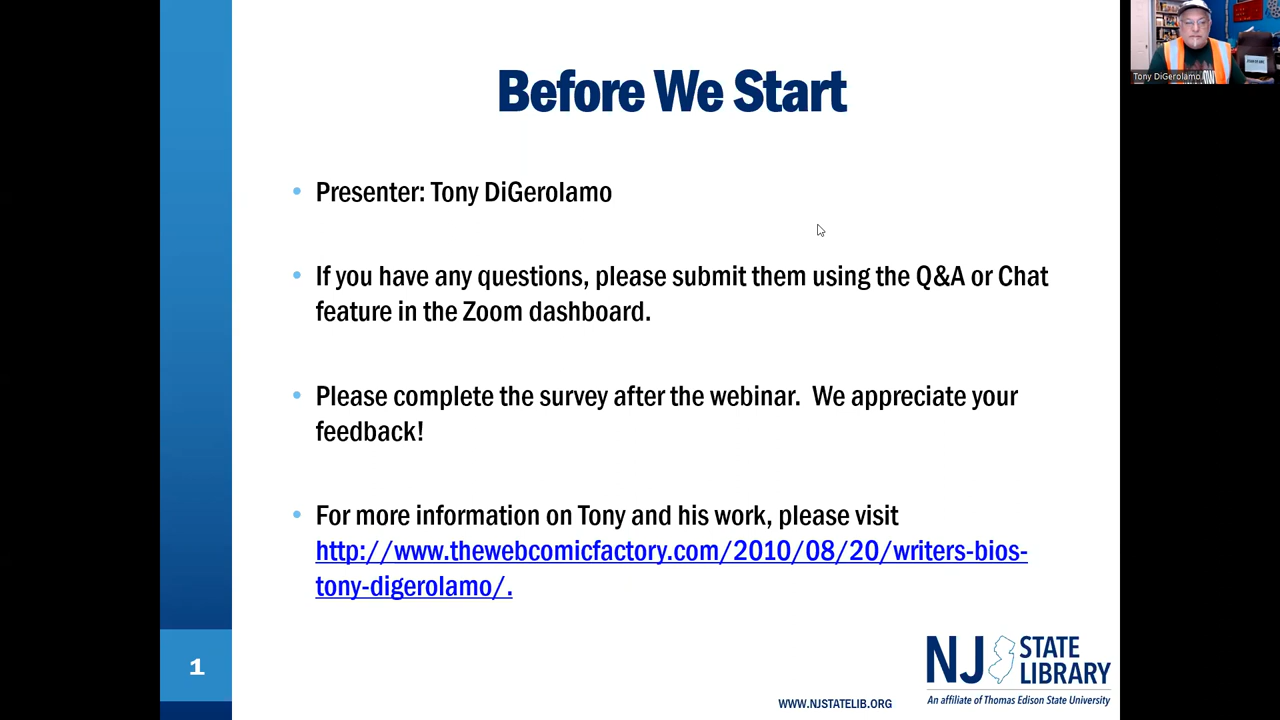 Tony DiGerolamo
Before We Start
• Presenter: Tony DiGerolamo
• If you have any questions, please submit them using the Q&A or Chat
feature in the Zoom dashboard.
• Please complete the survey after the webinar.  We appreciate your
feedback!
• For more information on Tony and his work, please visit
http://www.thewebcomicfactory.com/2010/08/20/writers-bios-
tony-digerolamo/.
1
WWW.NJSTATELIB.ORG
NJ STATE
LIBRARY
An affiliate of Thomas Edison State University